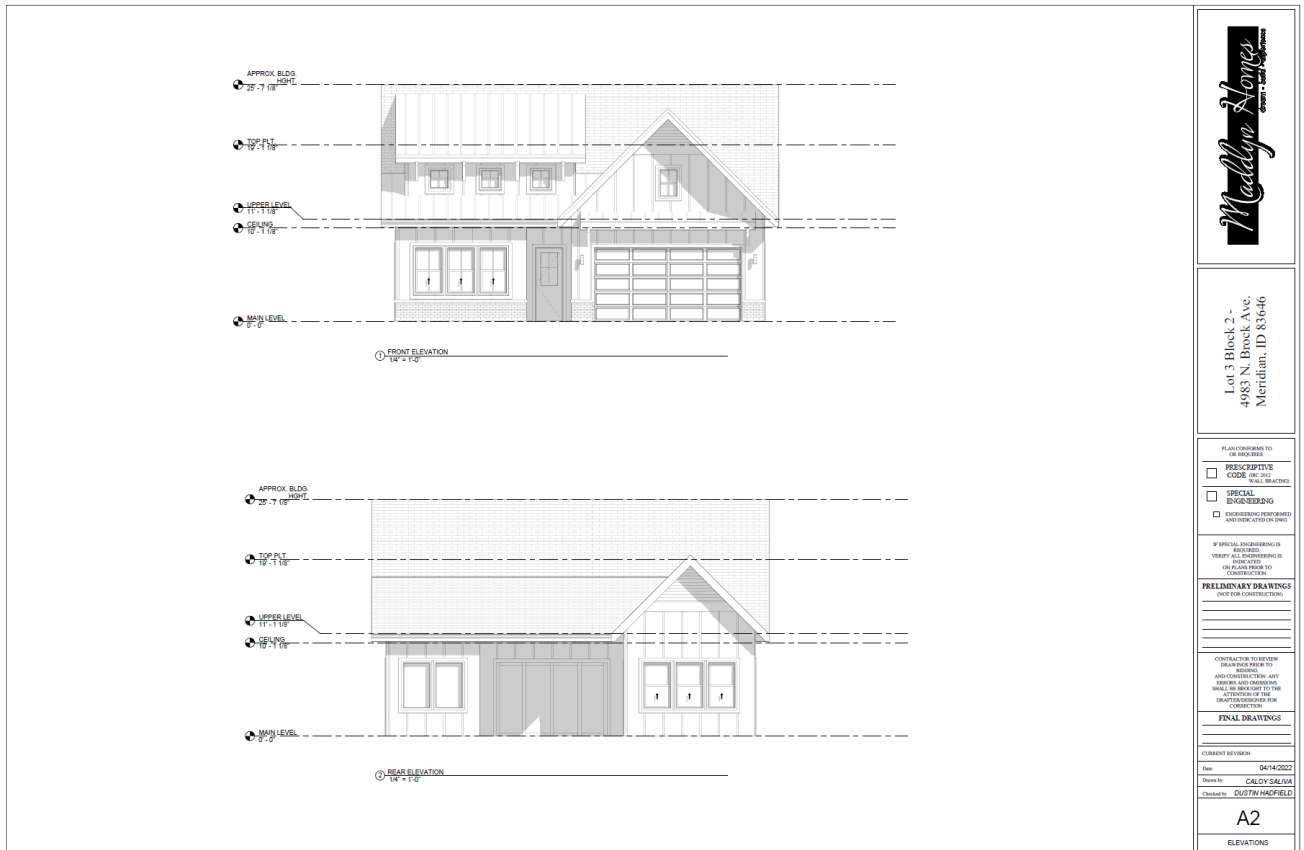 APPROX. BLDG.
HGHT.
25' - 7 1/8"
TOP PLT.
19' - 1 1/8"
UPPER LEVEL
11' - 1 1/8"
CEILING
10' - 1 1/8"
MAIN LEVEL
0' - 0"
1 FRONT ELEVATION
1/4" = 1'-0"
APPROX. BLDG.
HGHT.
25' - 7 1/8"
TOP PLT.
19' - 1 1/8"
UPPER LEVEL
11' - 1 1/8"
CEILING
10' - 1 1/8"
MAIN LEVEL
0' - 0"
2 REAR ELEVATION
1/4" = 1'-0"
Maddyn Homes
Lot 3 Block 2 -
4983 N. Brock Ave.
Meridian, ID 83646
PLAN CONFORMS TO
OR REQUIRES:
PRESCRIPTIVE
CODE (IRC 2012
WALL BRACING)
SPECIAL
ENGINEERING
ENGINEERING PERFORMED
AND INDICATED ON DWG
IF SPECIAL ENGINEERING IS
REQUIRED,
VERIFY ALL ENGINEERING IS
INDICATED
ON PLANS PRIOR TO
CONSTRUCTION
PRELIMINARY DRAWINGS
(NOT FOR CONSTRUCTION)
CONTRACTOR TO REVIEW
DRAWINGS PRIOR TO
BIDDING
AND CONSTRUCTION. ANY
ERRORS AND OMISSIONS
SHALL BE BROUGHT TO THE
ATTENTION OF THE
DRAFTER/DESIGNER FOR
CORRECTION
FINAL DRAWINGS
CURRENT REVISION:
Date 04/14/2022
Drawn by CALOY SALIVA
Checked by DUSTIN HADFIELD
A2
ELEVATIONS